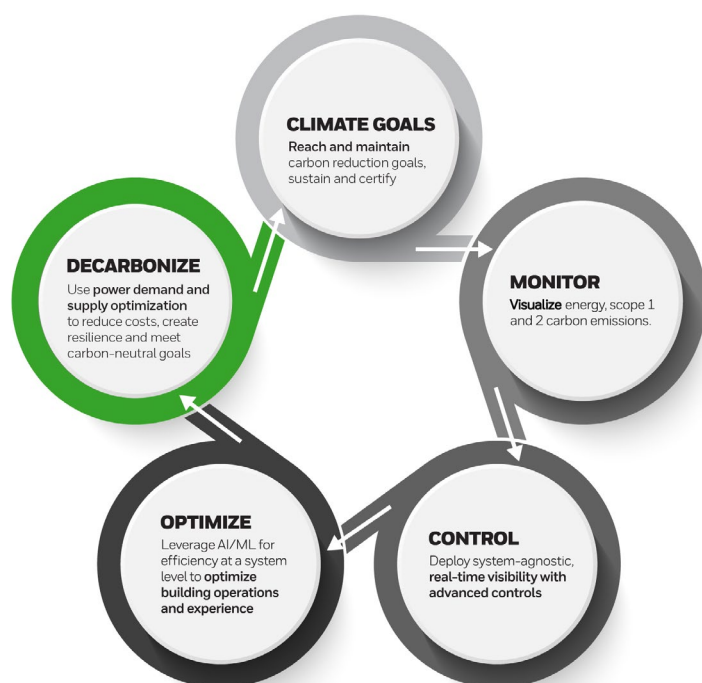 CLIMATE GOALS
Reach and maintain
carbon reduction goals,
sustain and certify
MONITOR
Visualize energy, scope 1
and 2 carbon emissions.
CONTROL
Deploy system-agnostic,
real-time visibility with
advanced controls
OPTIMIZE
Leverage AI/ML for
efficiency at a system
level to optimize
building operations
and experience
DECARBONIZE
Use power demand and
supply optimization
to reduce costs, create
resilience and meet
carbon-neutral goals